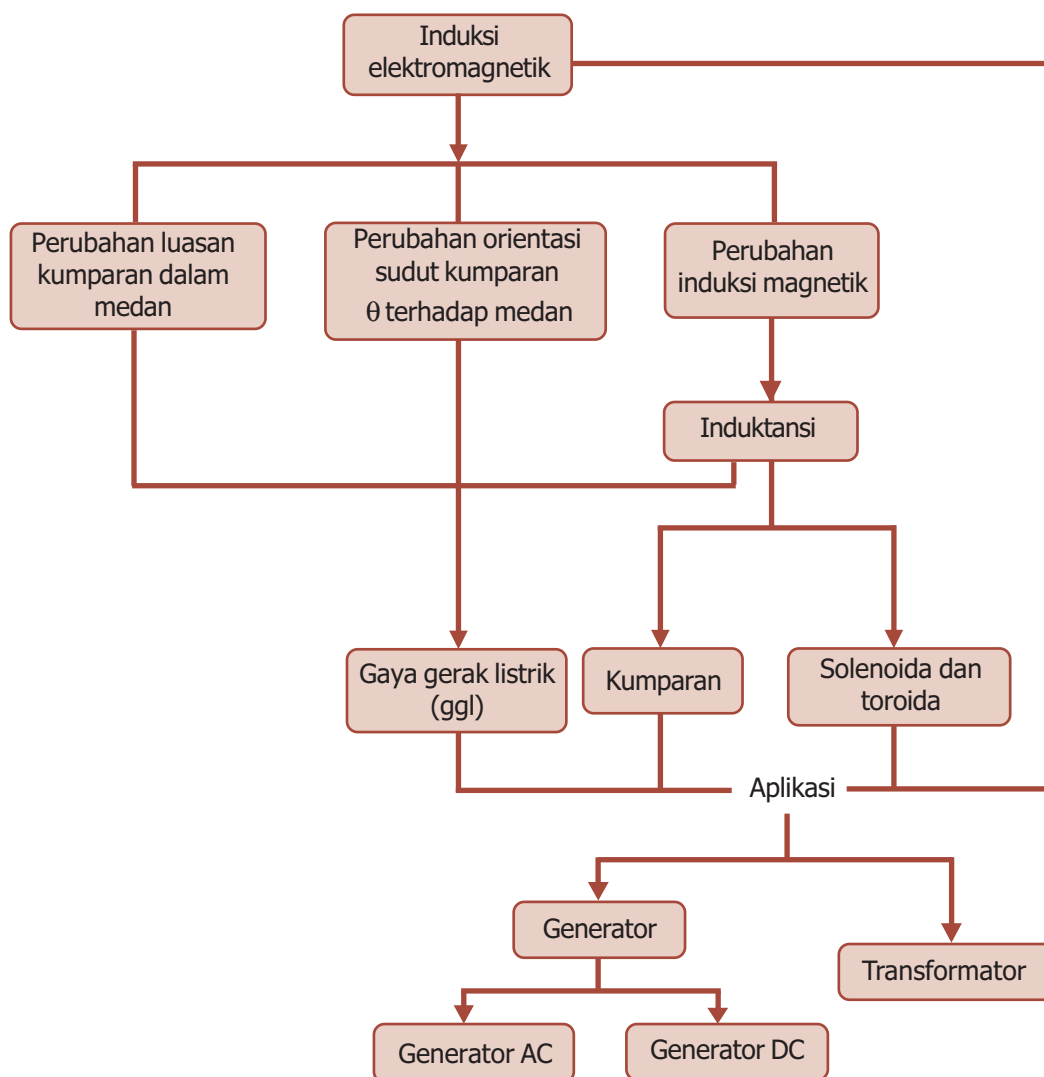 Induksi
elektromagnetik
Perubahan luasan
kumparan dalam
medan
Perubahan orientasi
sudut kumparan
θ terhadap medan
Perubahan
induksi magnetik
Induktansi
Gaya gerak listrik
(ggl)
Kumparan
Solenoida dan
toroida
Aplikasi
Generator
Transformator
Generator AC
Generator DC